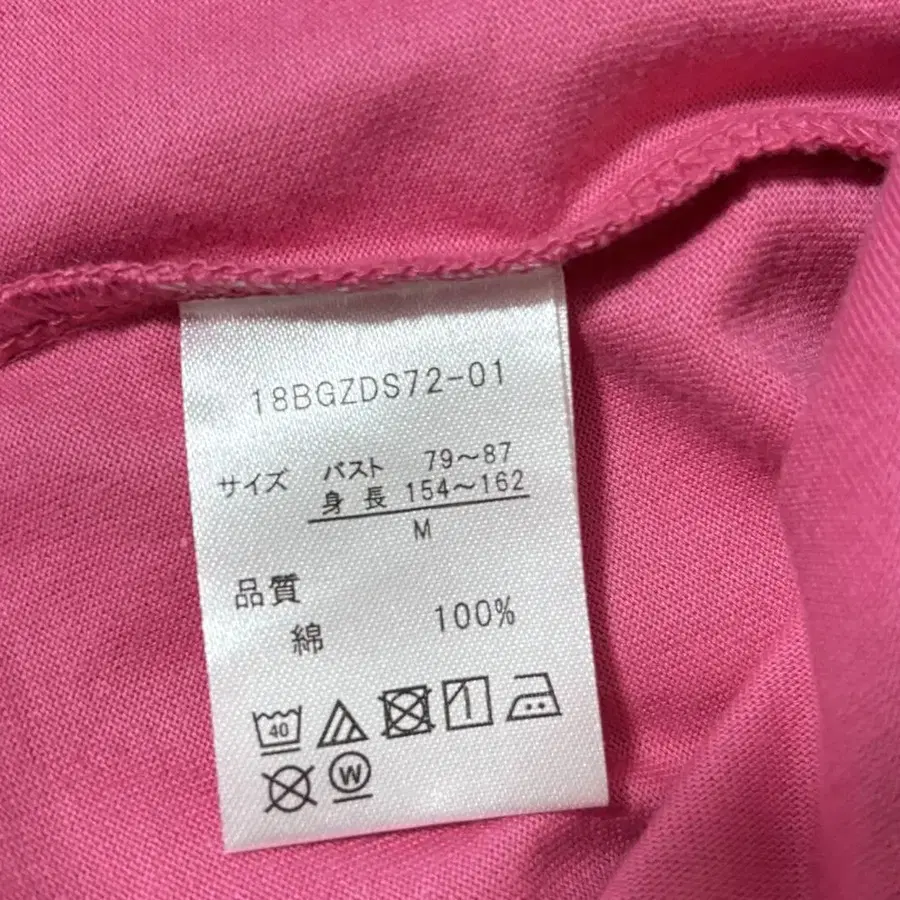 18BGZDS72-01
サイズ バスト 79～87
身長 154～162
M
品質
綿 100%
40
W